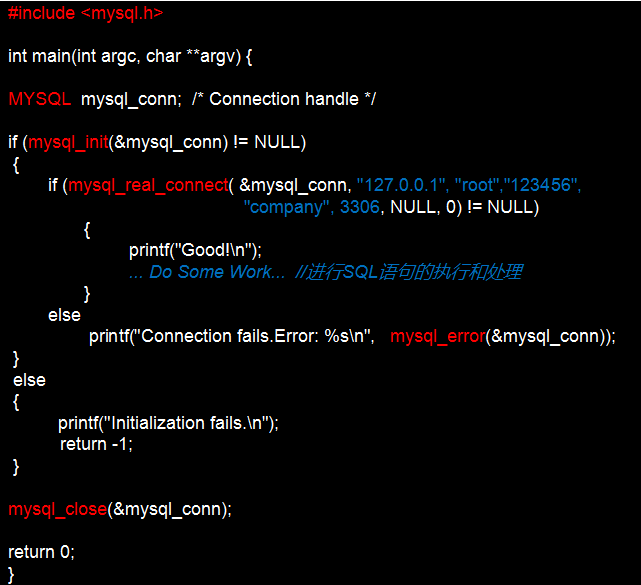 #include <mysql.h>
int main(int argc, char **argv) {
MYSQL mysql_conn; /* Connection handle */
if (mysql_init(&mysql_conn) != NULL)
{
if (mysql_real_connect( &mysql_conn, "127.0.0.1", "root","123456",
"company", 3306, NULL, 0) != NULL)
{
printf("Good!\n");
... Do Some Work... //进行SQL语句的执行和处理
}
else
printf("Connection fails.Error: %s\n", mysql_error(&mysql_conn));
}
else
{
printf("Initialization fails.\n");
return -1;
}
mysql_close(&mysql_conn);
return 0;
}